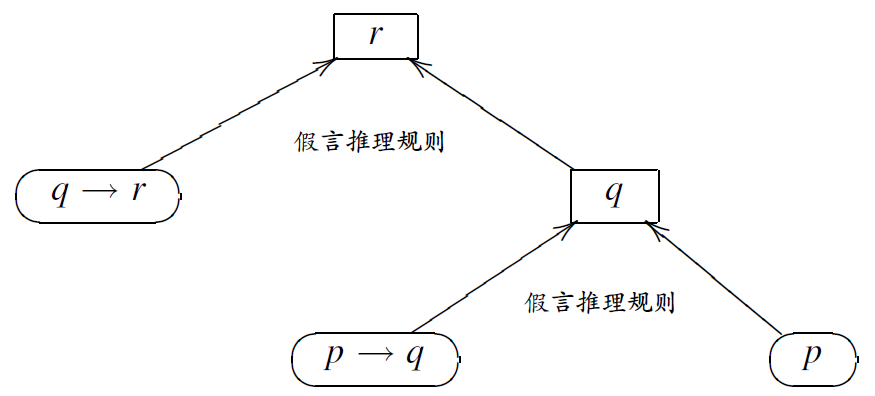 r
假言推理规则
q → r
q
假言推理规则
p → q
p